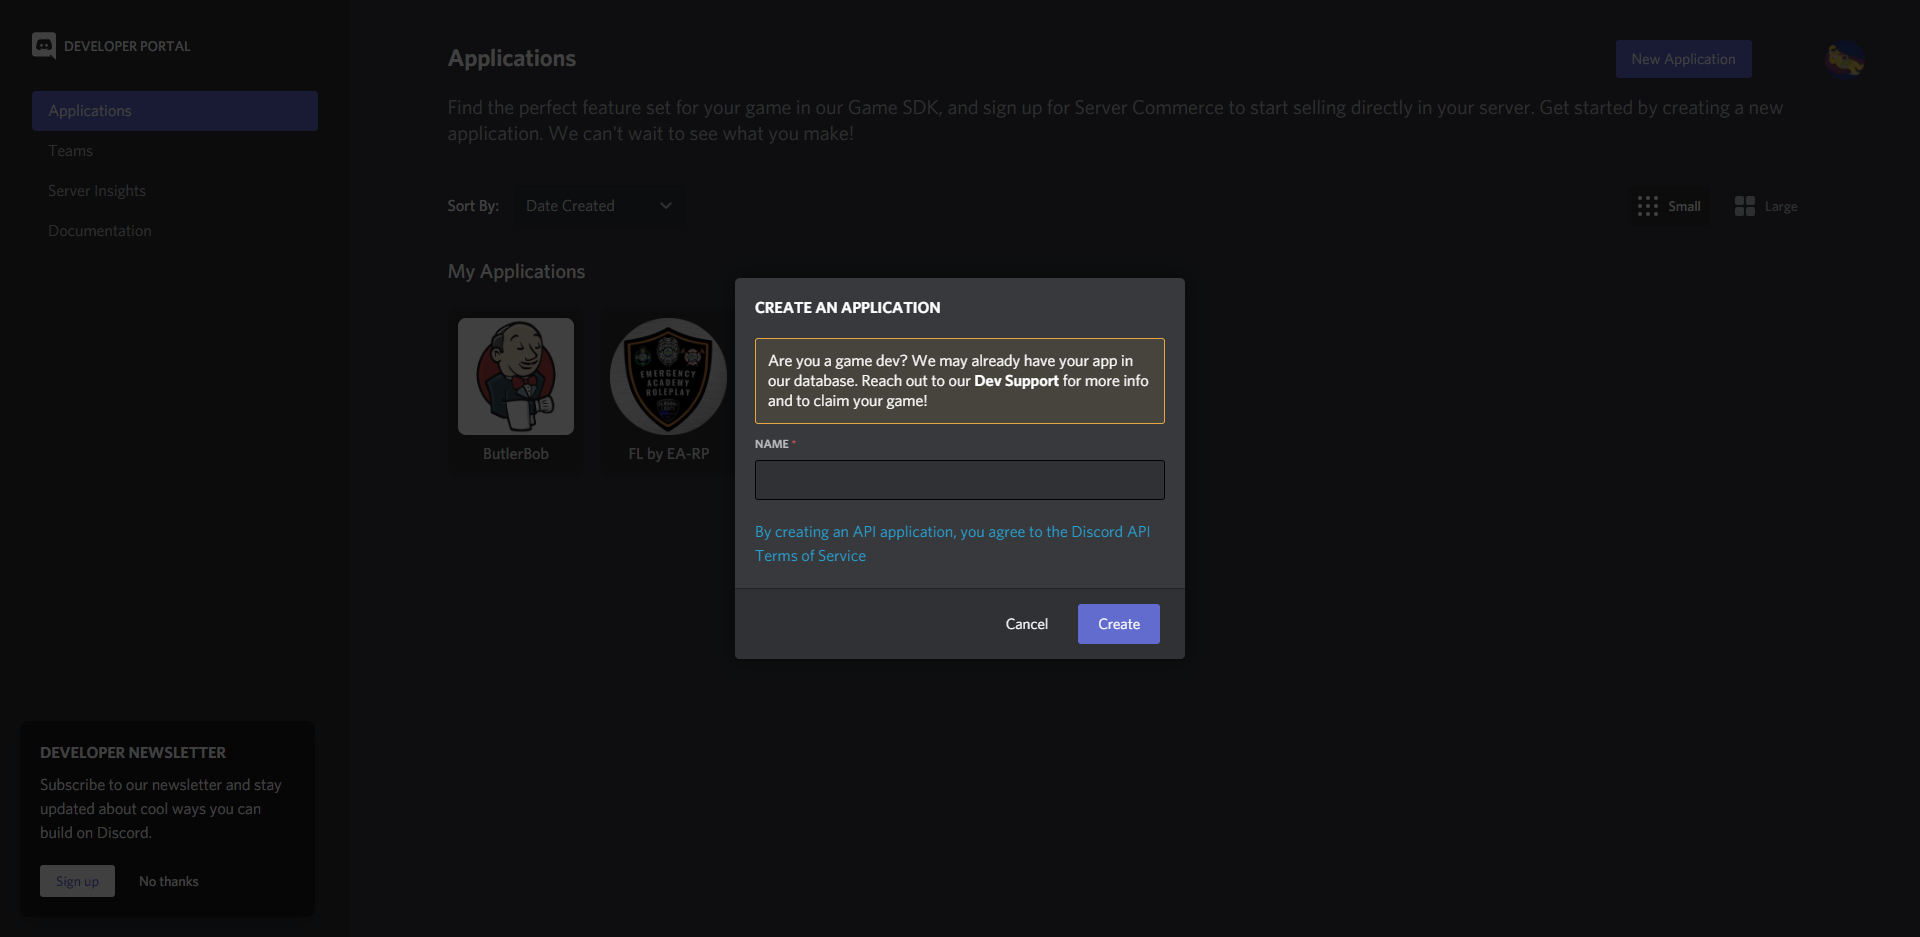 DEVELOPER PORTAL
Applications
Teams
Server Insights
Documentation
Applications
New Application
Find the perfect feature set for your game in our Game SDK, and sign up for Server Commerce to start selling directly in your server. Get started by creating a new
application. We can't wait to see what you make!
Sort By:
Date Created
Small
Large
My Applications
EMERGENCY
ACADEMY
ROLEPLAY
ButlerBob
FL by EA-RP
CREATE AN APPLICATION
Are you a game dev? We may already have your app in
our database. Reach out to our Dev Support for more info
and to claim your game!
NAME *
By creating an API application, you agree to the Discord API
Terms of Service
Cancel
Create
DEVELOPER NEWSLETTER
Subscribe to our newsletter and stay
updated about cool ways you can
build on Discord.
Sign up
No thanks